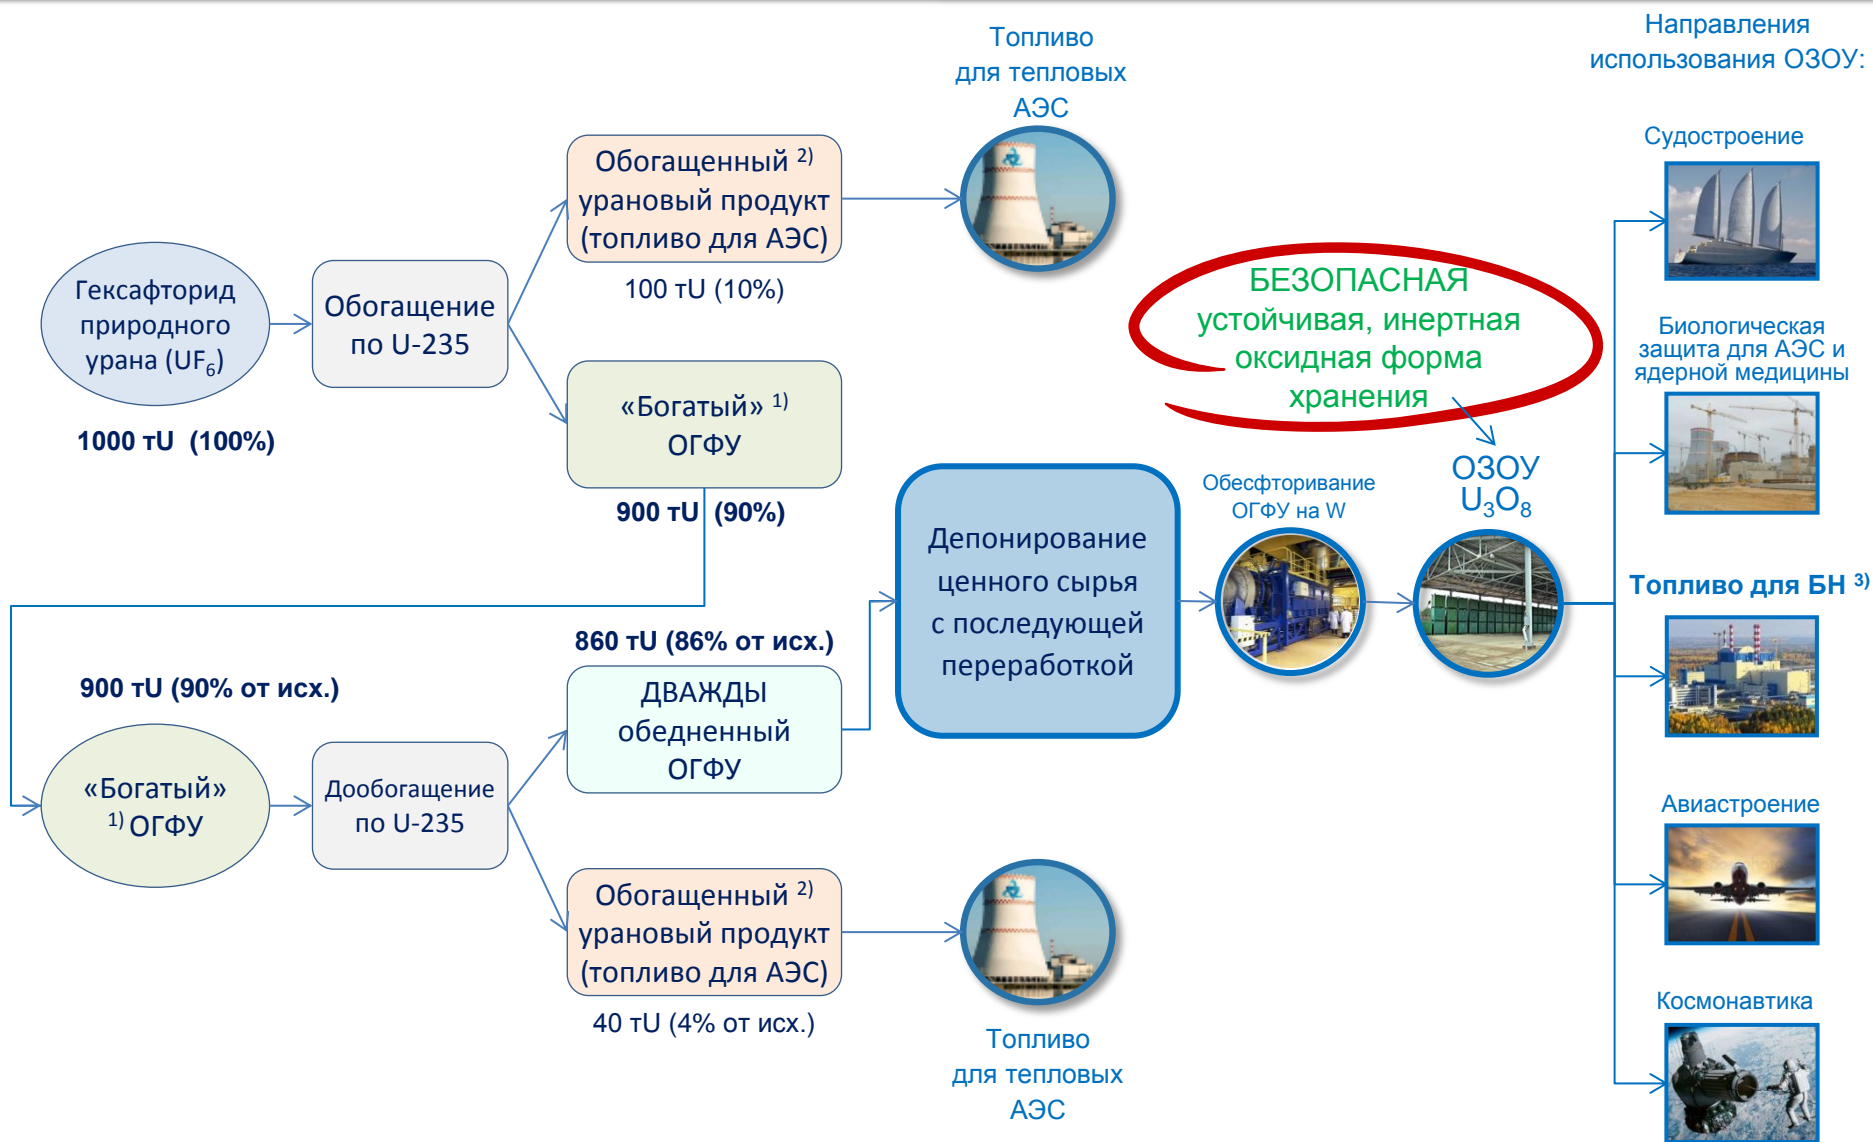 Направления
использования ОЗОУ:
Топливо
для тепловых
АЭС
Судостроение
Обогащенный 2)
урановый продукт
(топливо для АЭС)
100 тU (10%)
Гексафторид
природного
урана (UF6)
1000 тU (100%)
Обогащение
по U-235
«Богатый» 1)
ОГФУ
900 тU (90%)
БЕЗОПАСНАЯ
устойчивая, инертная
оксидная форма
хранения
Биологическая
защита для АЭС и
ядерной медицины
ОЗОУ
U3O8
Обесфторивание
ОГФУ на W
Депонирование
ценного сырья
с последующей
переработкой
Топливо для БН 3)
860 тU (86% от исх.)
ДВАЖДЫ
обедненный
ОГФУ
900 тU (90% от исх.)
«Богатый»
1) ОГФУ
Дообогащение
по U-235
Авиастроение
Обогащенный 2)
урановый продукт
(топливо для АЭС)
40 тU (4% от исх.)
Топливо
для тепловых
АЭС
Космонавтика